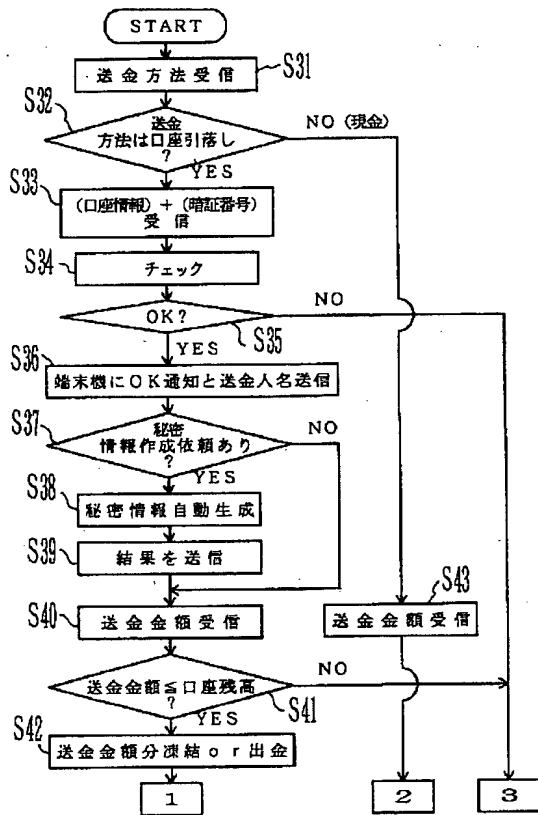 START
送金方法受信
S31
S32
送金
方法は口座引落し
?
NO (現金)
YES
S33
(口座情報)+(暗証番号)
受信
S34
チェック
OK?
NO
S35
YES
S36
端末機にOK通知と送金人名送信
S37
秘密
情報作成依頼あり
?
NO
YES
S38
秘密情報自動生成
S39
結果を送信
S40
送金金額受信
S43
送金金額受信
送金金額≦口座残高
?
NO
S41
YES
S42
送金金額分凍結or出金
1
2
3